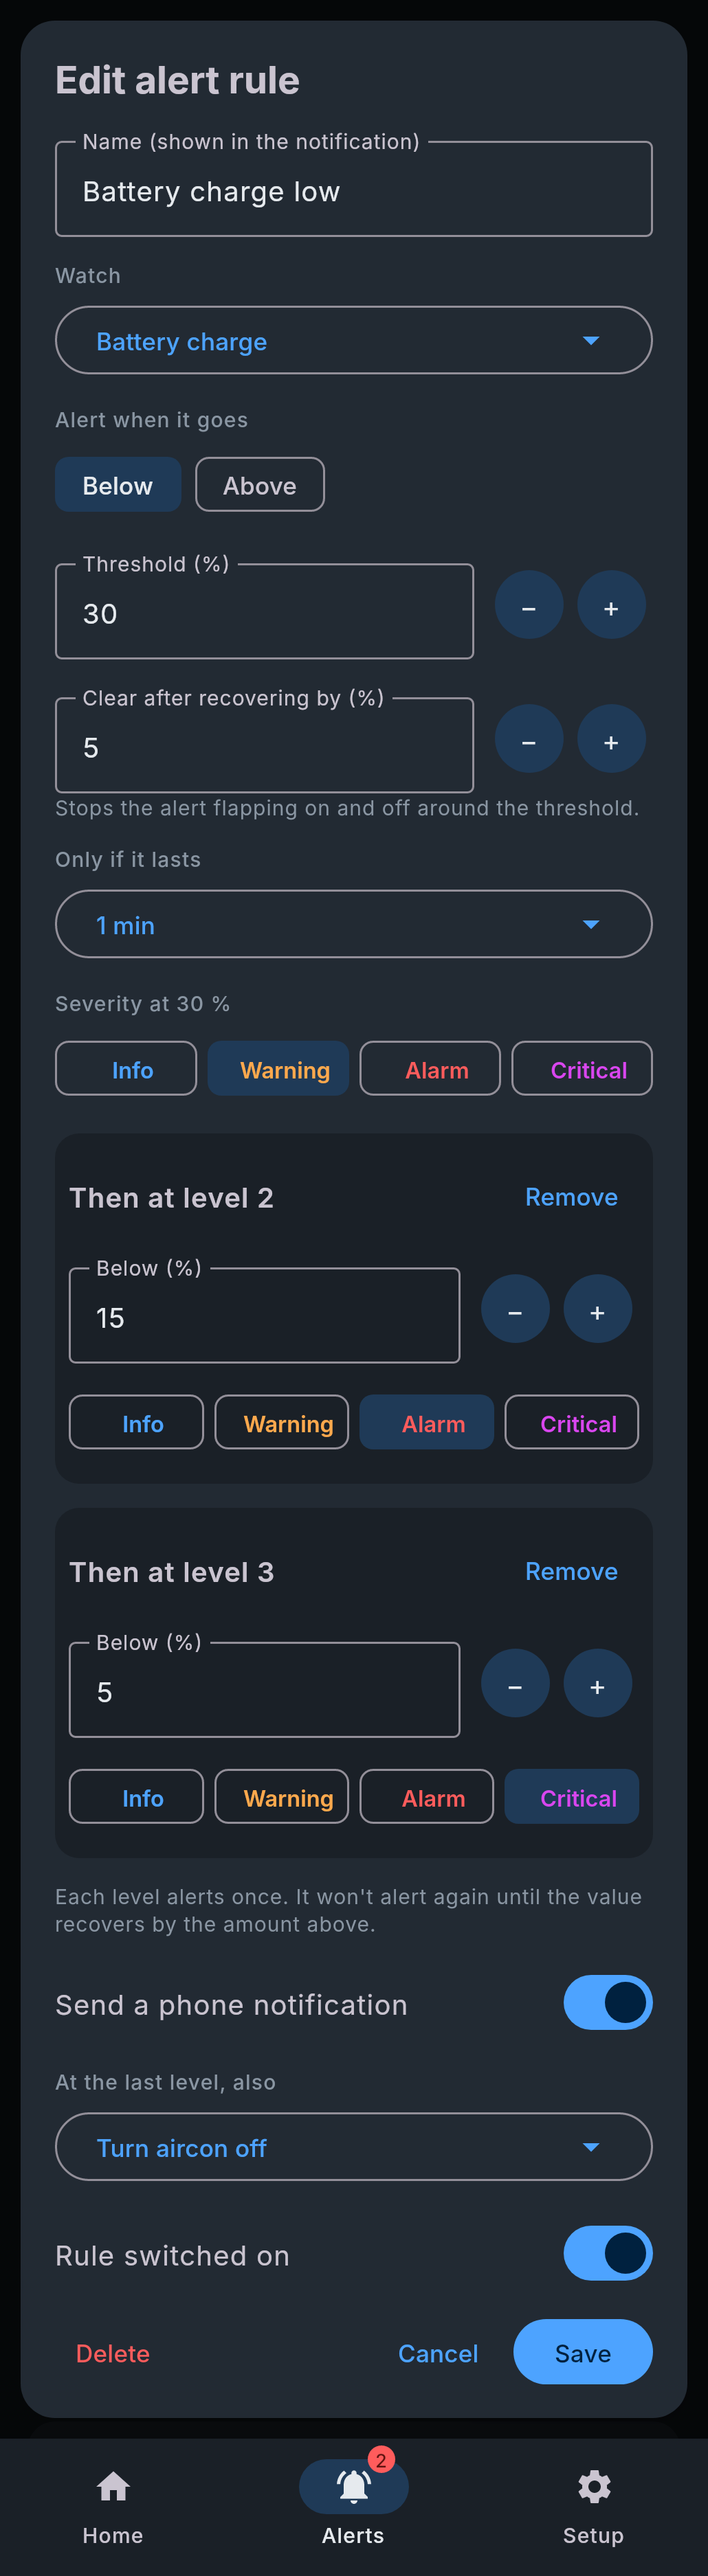 Edit alert rule
Name (shown in the notification)
Battery charge low
Watch
Battery charge
Alert when it goes
Below Above
Threshold (%)
30 − +
Clear after recovering by (%)
5 − +
Stops the alert flapping on and off around the threshold.
Only if it lasts
1 min
Severity at 30 %
Info Warning Alarm Critical
Then at level 2 Remove
Below (%)
15 − +
Info Warning Alarm Critical
Then at level 3 Remove
Below (%)
5 − +
Info Warning Alarm Critical
Each level alerts once. It won't alert again until the value
recovers by the amount above.
Send a phone notification
At the last level, also
Turn aircon off
Rule switched on
Delete Cancel Save
2
Home Alerts Setup